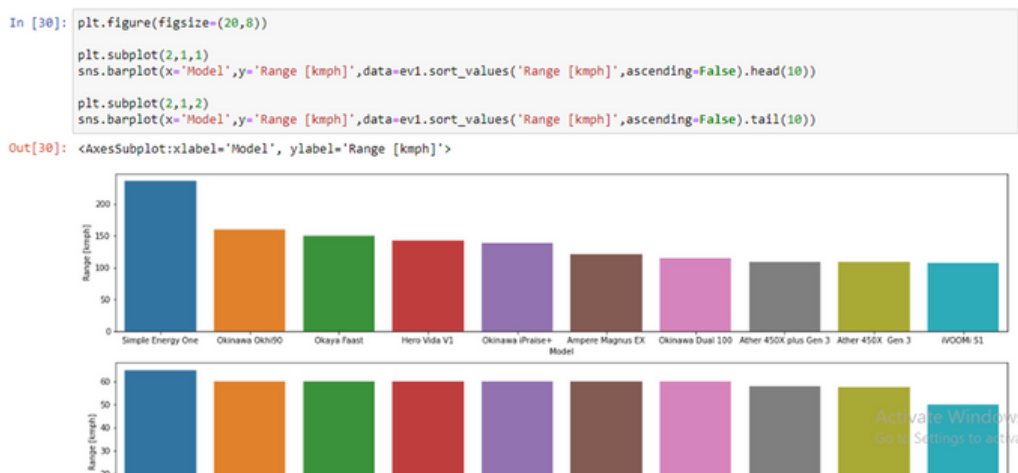 In [30]: plt.figure(figsize=(20,8))
plt.subplot(2,1,1)
sns.barplot(x='Model',y='Range [kmph]',data=ev1.sort_values('Range [kmph]',ascending=False).head(10))
plt.subplot(2,1,2)
sns.barplot(x='Model',y='Range [kmph]',data=ev1.sort_values('Range [kmph]',ascending=False).tail(10))
Out[30]: <AxesSubplot:xlabel='Model', ylabel='Range [kmph]'>
200
150
100
50
0
Range [kmph]
Simple Energy One Okinawa Okhi90 Okaya Faast Hero Vida V1 Okinawa iPraise+ Ampere Magnus EX Okinawa Dual 100 Ather 450X plus Gen 3 Ather 450X Gen 3 iVOOMi S1
Model
60
50
40
30
20
Range [kmph]
Activate Windows
Go to Settings to activa